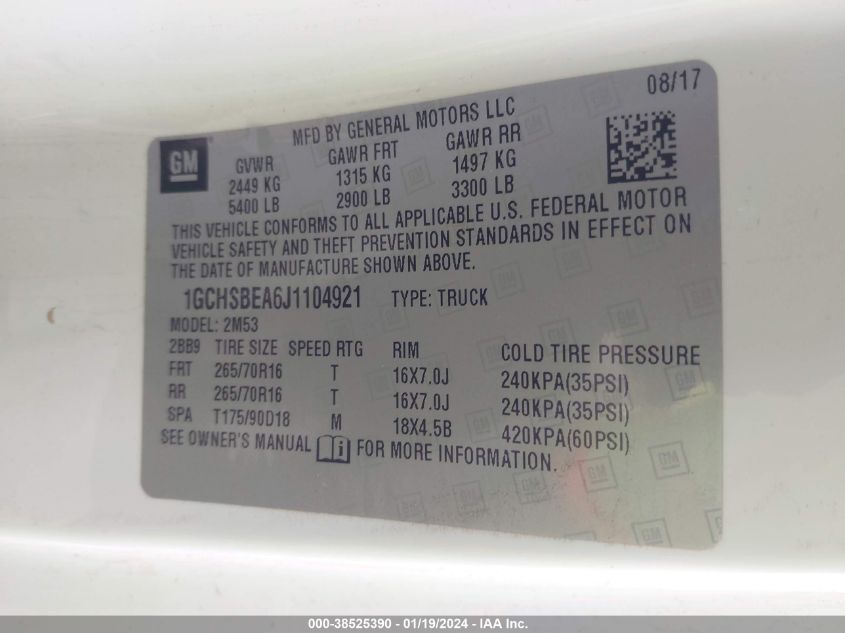 08/17
MFD BY GENERAL MOTORS LLC
GM
GVWR GAWR FRT GAWR RR
2449 KG 1315 KG 1497 KG
5400 LB 2900 LB 3300 LB
THIS VEHICLE CONFORMS TO ALL APPLICABLE U.S. FEDERAL MOTOR
VEHICLE SAFETY AND THEFT PREVENTION STANDARDS IN EFFECT ON
THE DATE OF MANUFACTURE SHOWN ABOVE.
1GCHSBEA6J1104921 TYPE: TRUCK
MODEL: 2M53
2BB9 TIRE SIZE SPEED RTG RIM COLD TIRE PRESSURE
FRT 265/70R16 T 16X7.0J 240KPA(35PSI)
RR 265/70R16 T 16X7.0J 240KPA(35PSI)
SPA T175/90D18 M 18X4.5B 420KPA(60PSI)
SEE OWNER'S MANUAL i FOR MORE INFORMATION.
000-38525390 - 01/19/2024 - IAA Inc.